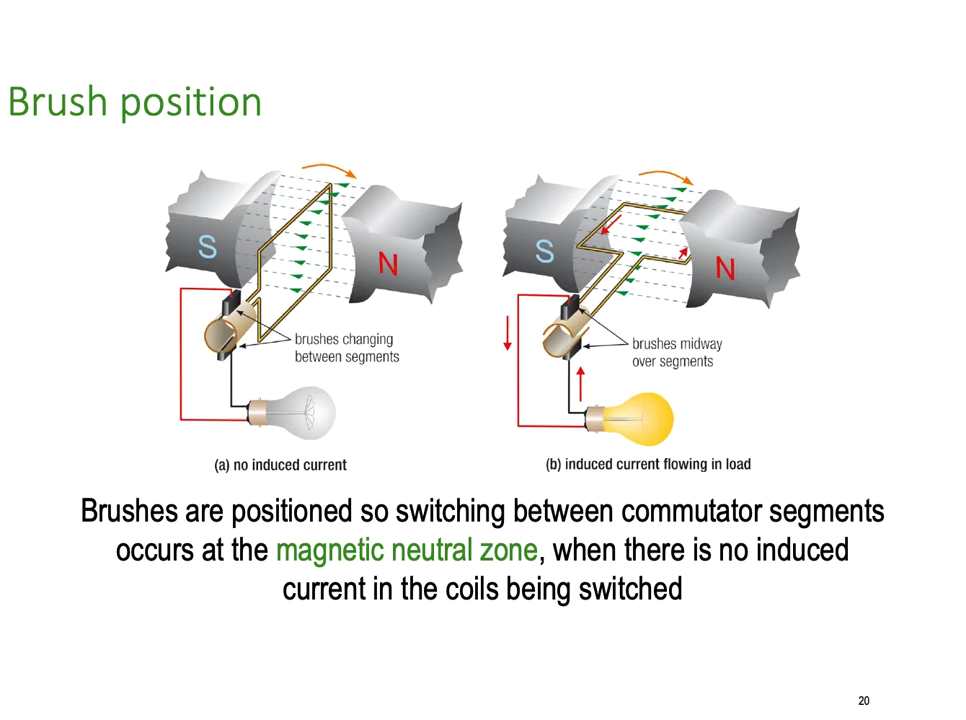 Brush position
S
N
brushes changing
between segments
(a) no induced current
S
N
brushes midway
over segments
(b) induced current flowing in load
Brushes are positioned so switching between commutator segments
occurs at the magnetic neutral zone, when there is no induced
current in the coils being switched
20